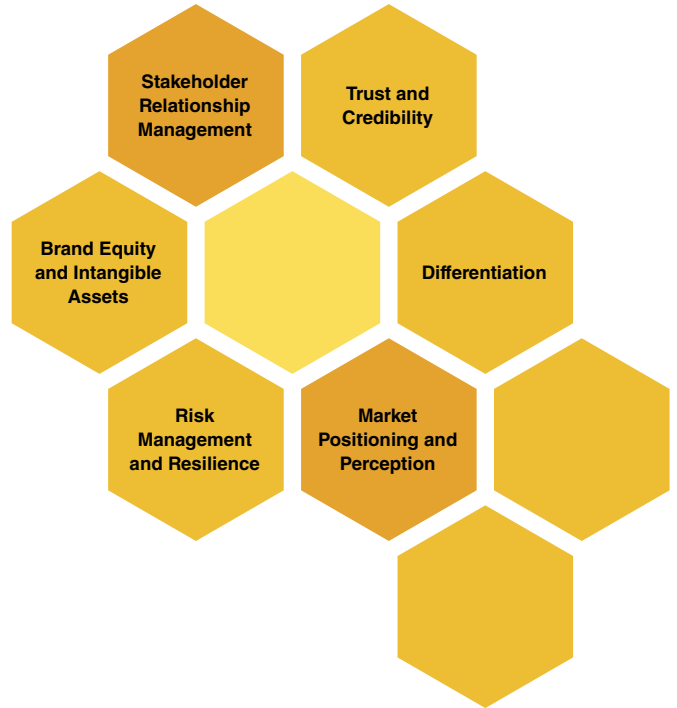 Stakeholder
Relationship
Management
Trust and
Credibility
Brand Equity
and Intangible
Assets
Differentiation
Risk
Management
and Resilience
Market
Positioning and
Perception